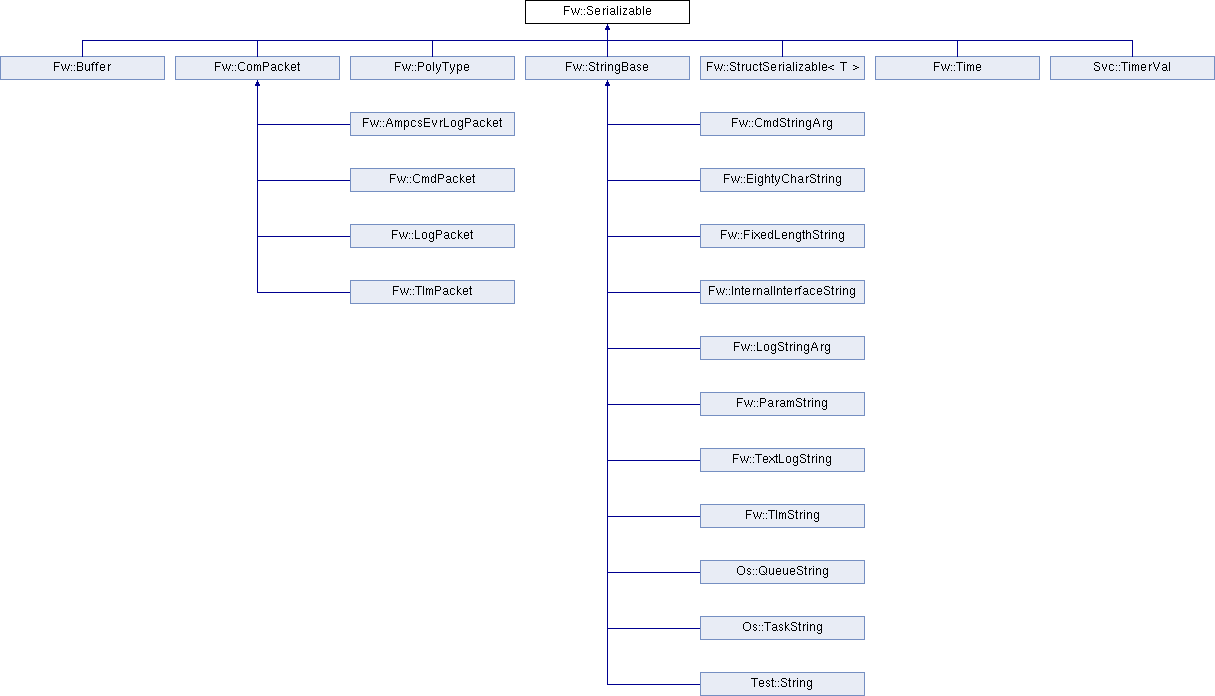 Fw::Serializable
Fw::Buffer
Fw::ComPacket
Fw::PolyType
Fw::StringBase
Fw::StructSerializable< T >
Fw::Time
Svc::TimerVal
Fw::AmpcsEvrLogPacket
Fw::CmdStringArg
Fw::CmdPacket
Fw::EightyCharString
Fw::LogPacket
Fw::FixedLengthString
Fw::TlmPacket
Fw::InternalInterfaceString
Fw::LogStringArg
Fw::ParamString
Fw::TextLogString
Fw::TlmString
Os::QueueString
Os::TaskString
Test::String